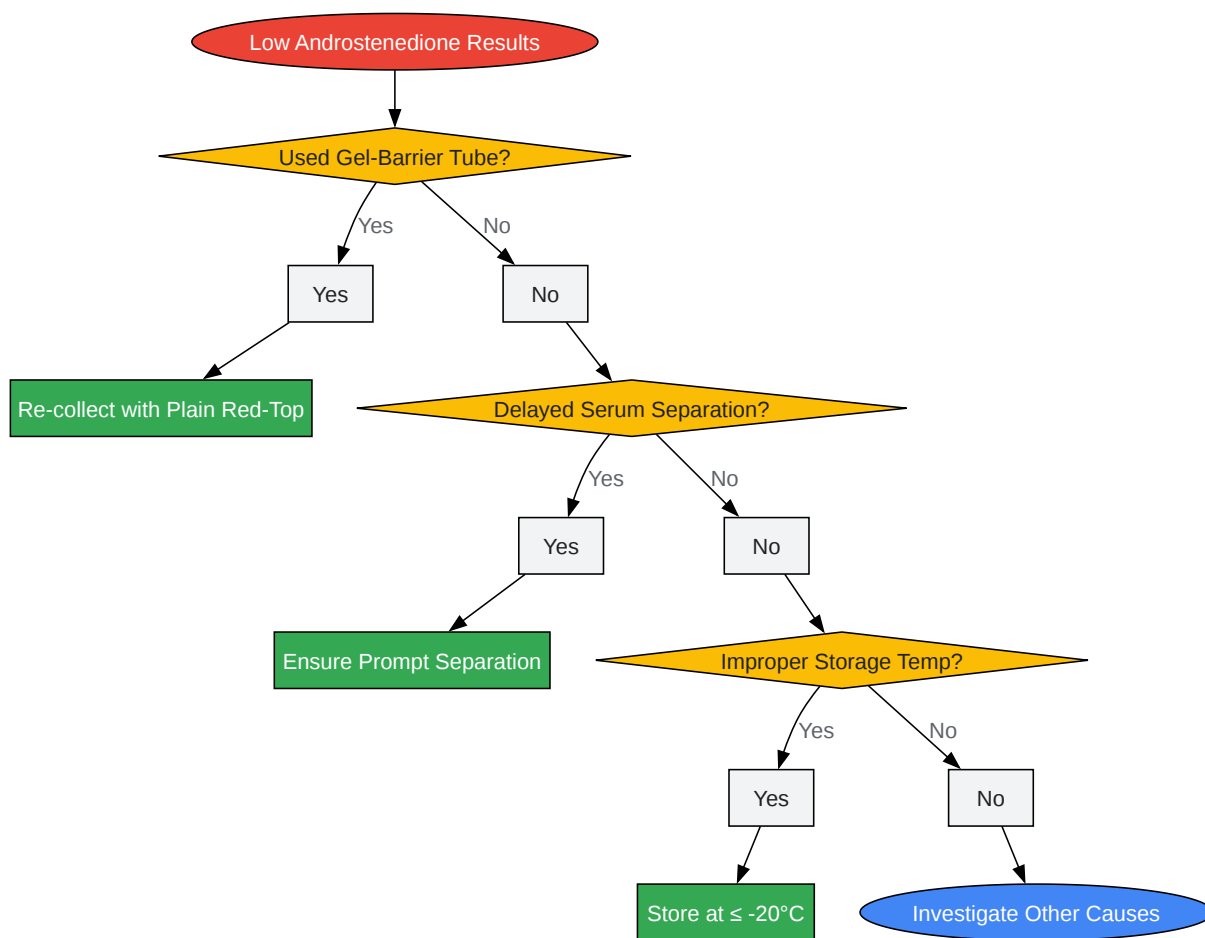 Low Androstenedione Results
Used Gel-Barrier Tube?
Yes
No
Yes
No
Re-collect with Plain Red-Top
Delayed Serum Separation?
Yes
No
Yes
No
Ensure Prompt Separation
Improper Storage Temp?
Yes
No
Yes
No
Store at ≤ -20°C
Investigate Other Causes